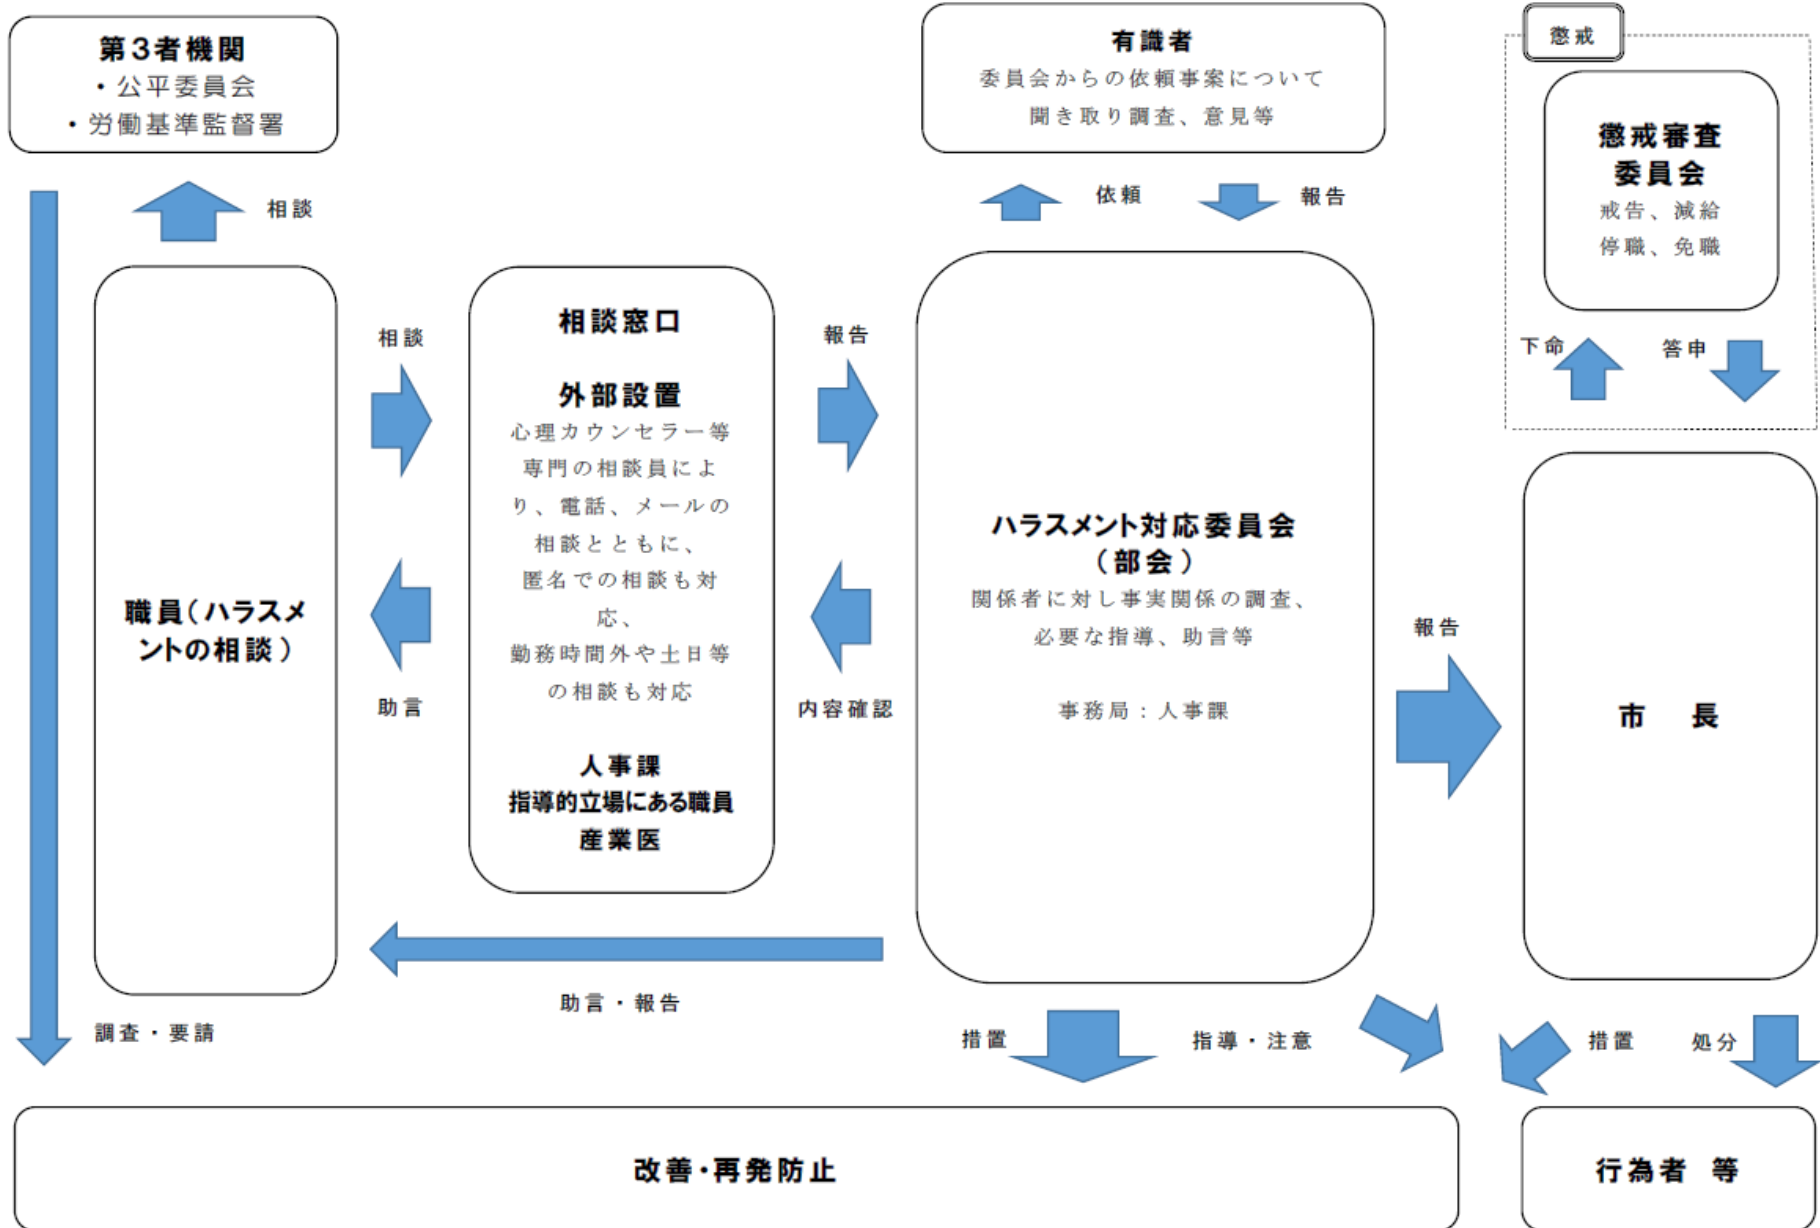 第３者機関
・公平委員会
・労働基準監督署
有識者
委員会からの依頼事案について
聞き取り調査、意見等
懲戒
懲戒審査
委員会
戒告、減給
停職、免職
相談
依頼
報告
下命
答申
職員（ハラスメ
ントの相談）
相談
助言
相談窓口
外部設置
心理カウンセラー等
専門の相談員によ
り、電話、メールの
相談とともに、
匿名での相談も対
応、
勤務時間外や土日等
の相談も対応
人事課
指導的立場にある職員
産業医
報告
内容確認
ハラスメント対応委員会
（部会）
関係者に対し事実関係の調査、
必要な指導、助言等
事務局：人事課
報告
市　長
助言・報告
調査・要請
措置
指導・注意
措置
処分
改善・再発防止
行為者　等